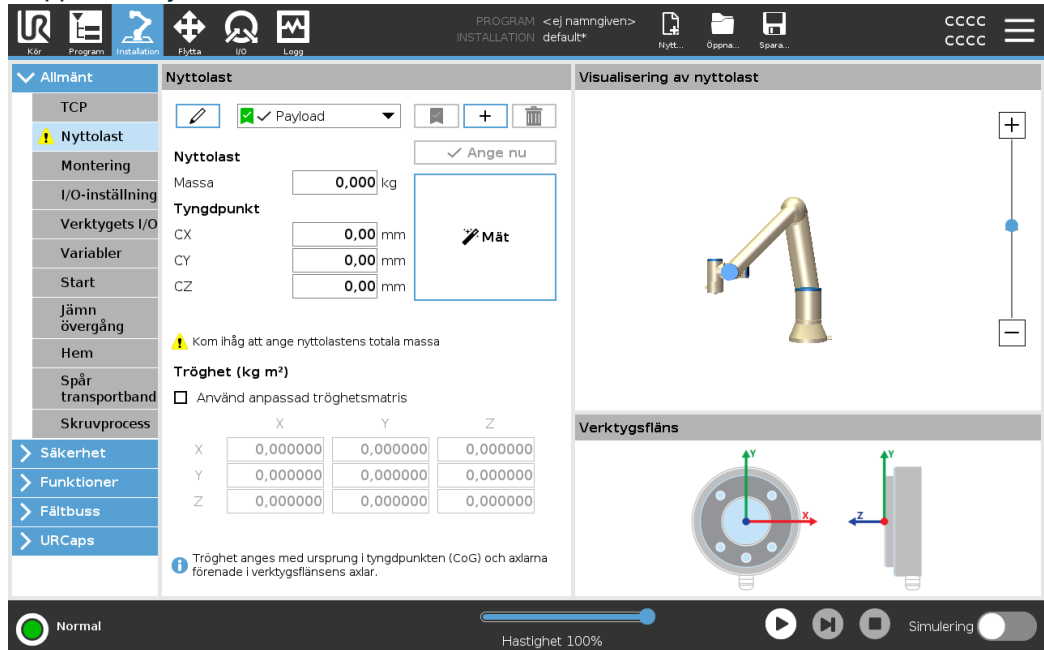 UR
PROGRAM <ej namngiven>
INSTALLATION default*
cccc
cccc
Kör Program Installation Flytta I/O Logg
Nytt... Öppna... Spara...
Allmänt
TCP
Nyttolast
Montering
I/O-inställning
Verktygets I/O
Variabler
Start
Jämn
övergång
Hem
Spår
transportband
Skruvprocess
Säkerhet
Funktioner
Fältbuss
URCaps
Nyttolast
Payload
Ange nu
Nyttolast
Massa 0,000 kg
Tyngdpunkt
CX 0,00 mm
CY 0,00 mm
CZ 0,00 mm
Mät
Kom ihåg att ange nyttolastens totala massa
Tröghet (kg m²)
Använd anpassad tröghetsmatris
X Y Z
X 0,000000 0,000000 0,000000
Y 0,000000 0,000000 0,000000
Z 0,000000 0,000000 0,000000
Tröghet anges med ursprung i tyngdpunkten (CoG) och axlarna
förenade i verktygsflänsens axlar.
Visualisering av nyttolast
Verktygsfläns
Y
X
Y
Z
Normal
Hastighet 100%
Simulering